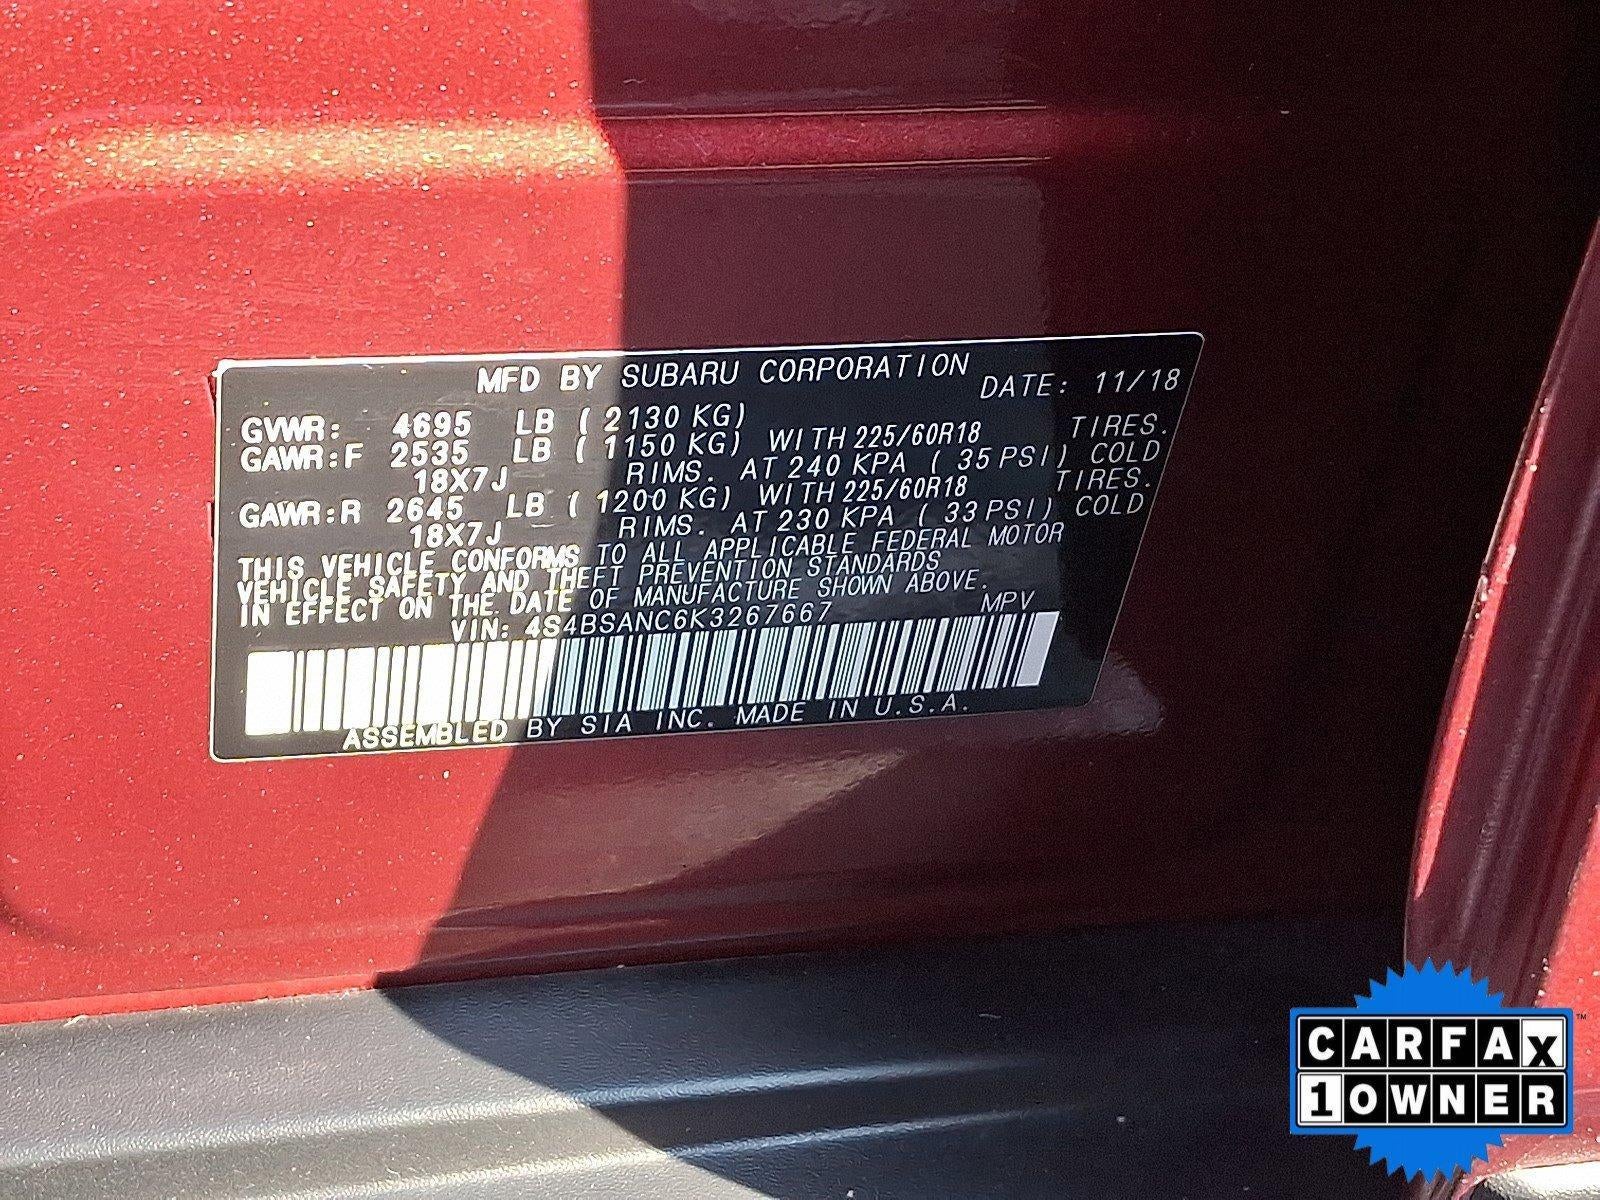 MFD BY SUBARU CORPORATION DATE: 11/18
GVWR: 4695 LB ( 2130 KG)
GAWR:F 2535 LB ( 1150 KG) WITH 225/60R18 TIRES.
18X7J RIMS. AT 240 KPA ( 35 PSI) COLD
GAWR:R 2645 LB ( 1200 KG) WITH 225/60R18 TIRES.
18X7J RIMS. AT 230 KPA ( 33 PSI) COLD
THIS VEHICLE CONFORMS TO ALL APPLICABLE FEDERAL MOTOR
VEHICLE SAFETY AND THEFT PREVENTION STANDARDS
IN EFFECT ON THE DATE OF MANUFACTURE SHOWN ABOVE.
VIN: 4S4BSANC6K3267667 MPV
ASSEMBLED BY SIA INC. MADE IN U.S.A.
CARFAX™
1 OWNER